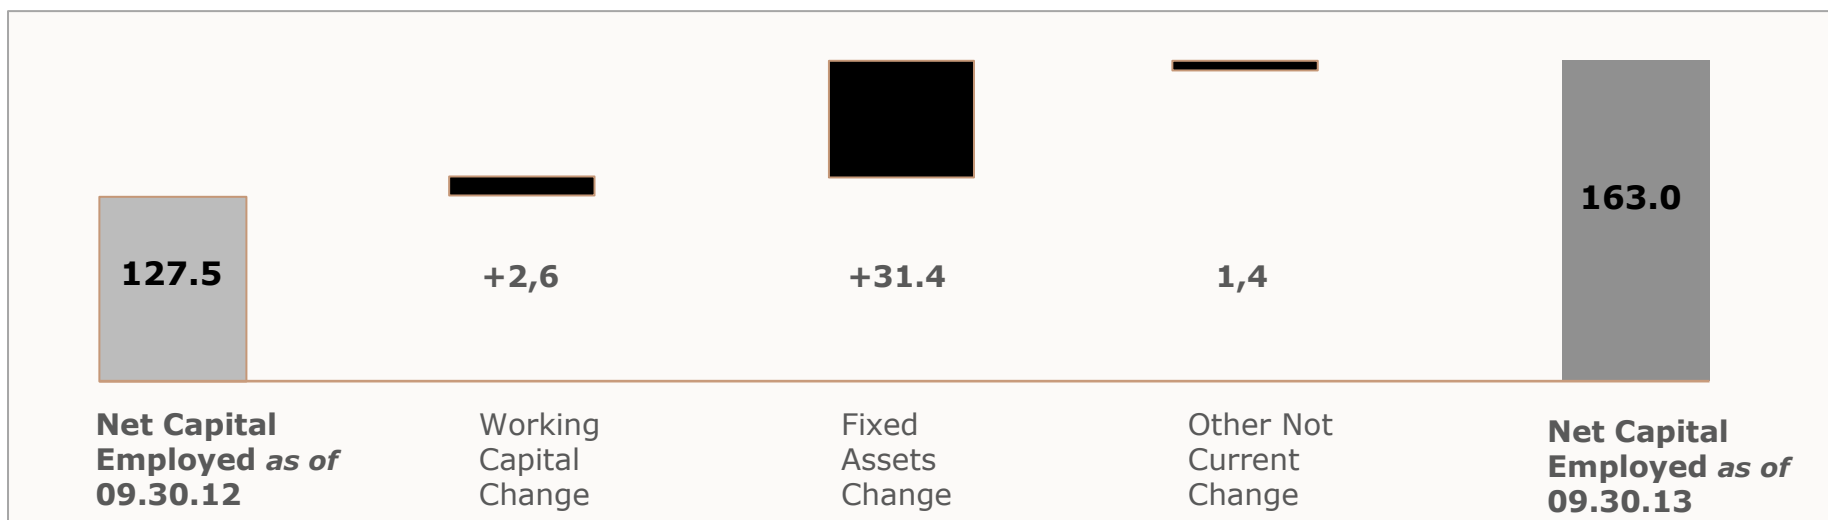 163.0
127.5
+2,6
+31.4
1,4
Net Capital
Employed as of
09.30.12
Working
Capital
Change
Fixed
Assets
Change
Other Not
Current
Change
Net Capital
Employed as of
09.30.13